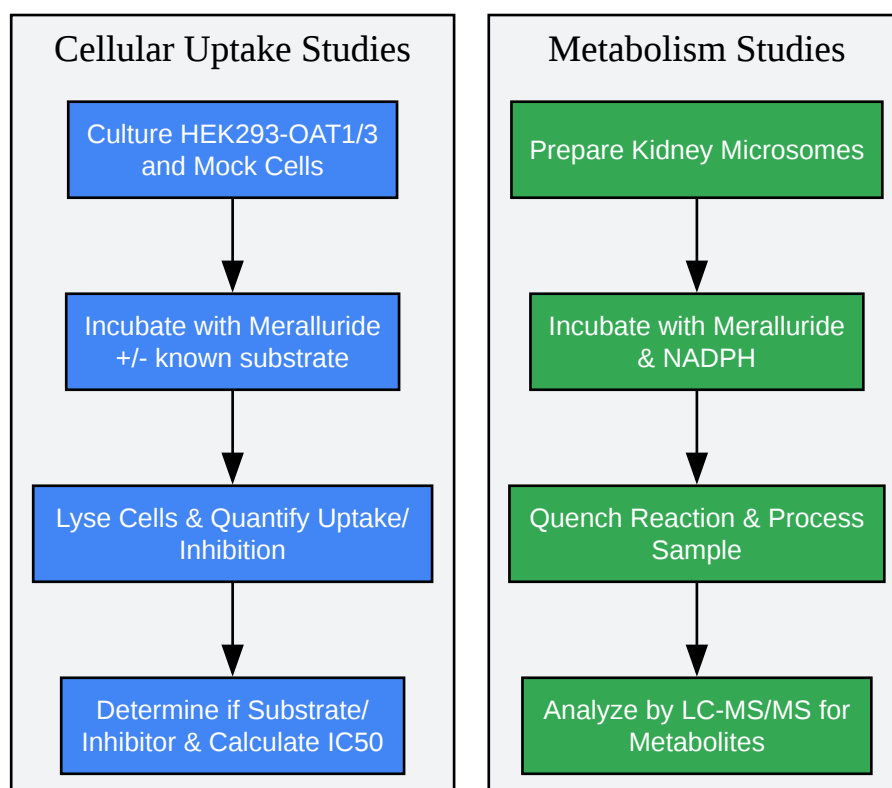 Cellular Uptake Studies
Culture HEK293-OAT1/3
and Mock Cells
Incubate with Meralluride
+/- known substrate
Lyse Cells & Quantify Uptake/
Inhibition
Determine if Substrate/
Inhibitor & Calculate IC50
Metabolism Studies
Prepare Kidney Microsomes
Incubate with Meralluride
& NADPH
Quench Reaction & Process
Sample
Analyze by LC-MS/MS for
Metabolites